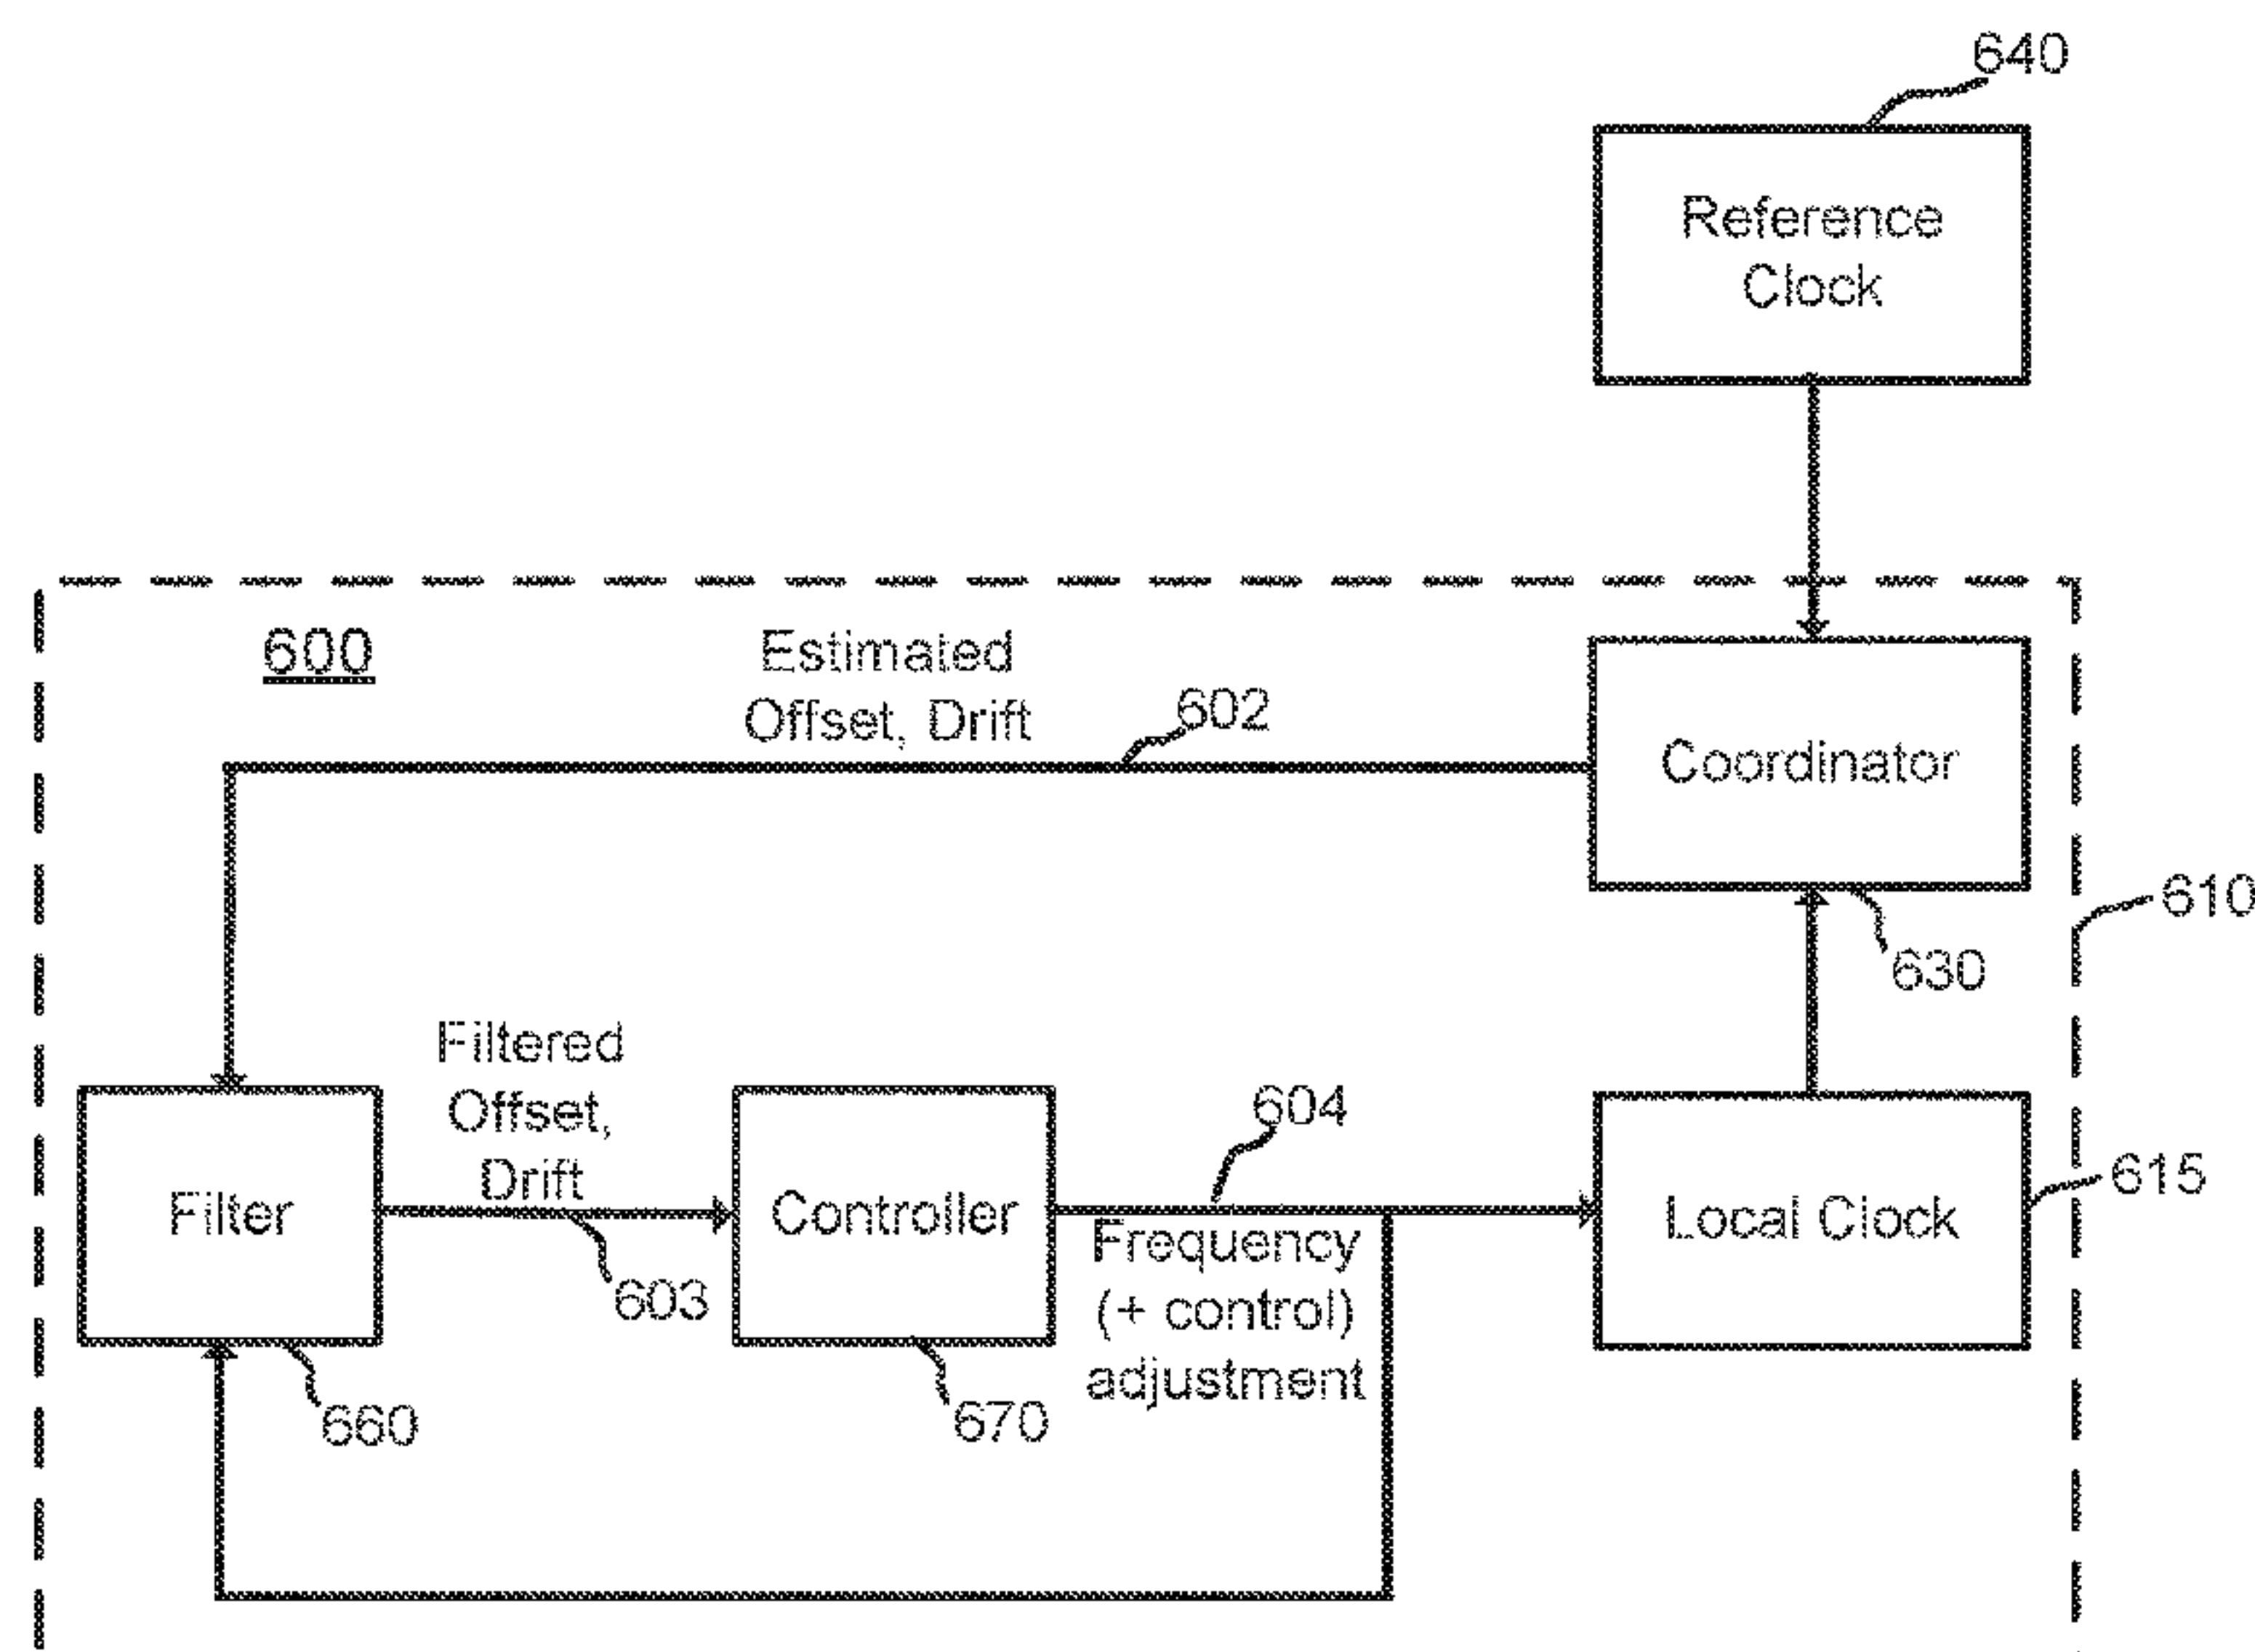 640
Reference
Clock
600
Estimated
Offset, Drift
602
Coordinator
610
630
Filtered
Offset,
Drift
604
Filter
Controller
Local Clock
615
603
Frequency
(+ control)
adjustment
660
670